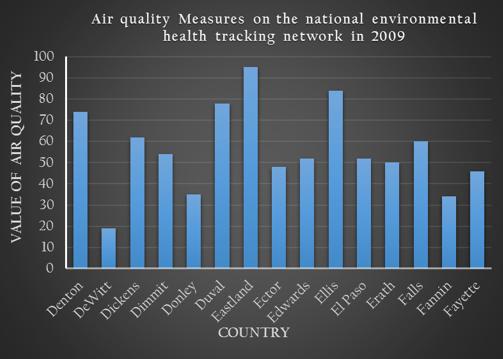 Air quality Measures on the national environmental
health tracking network in 2009
VALUE OF AIR QUALITY
100
90
80
70
60
50
40
30
20
10
0
Denton
DeWitt
Dickens
Dimmit
Donley
Duval
Eastland
Ector
Edwards
Ellis
El Paso
Erath
Falls
Fannin
Fayette
COUNTRY